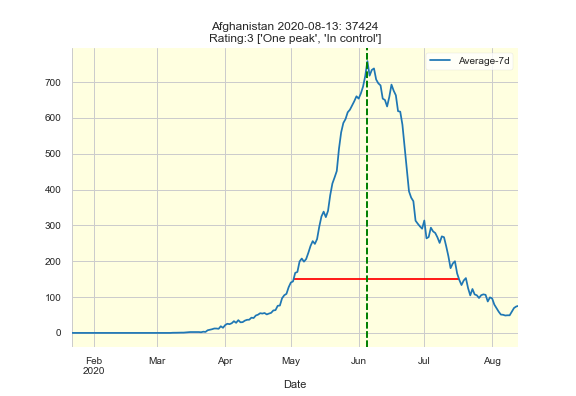 Afghanistan 2020-08-13: 37424
Rating:3 ['One peak', 'In control']
Average-7d
700
600
500
400
300
200
100
0
Feb
2020
Mar
Apr
May
Jun
Jul
Aug
Date